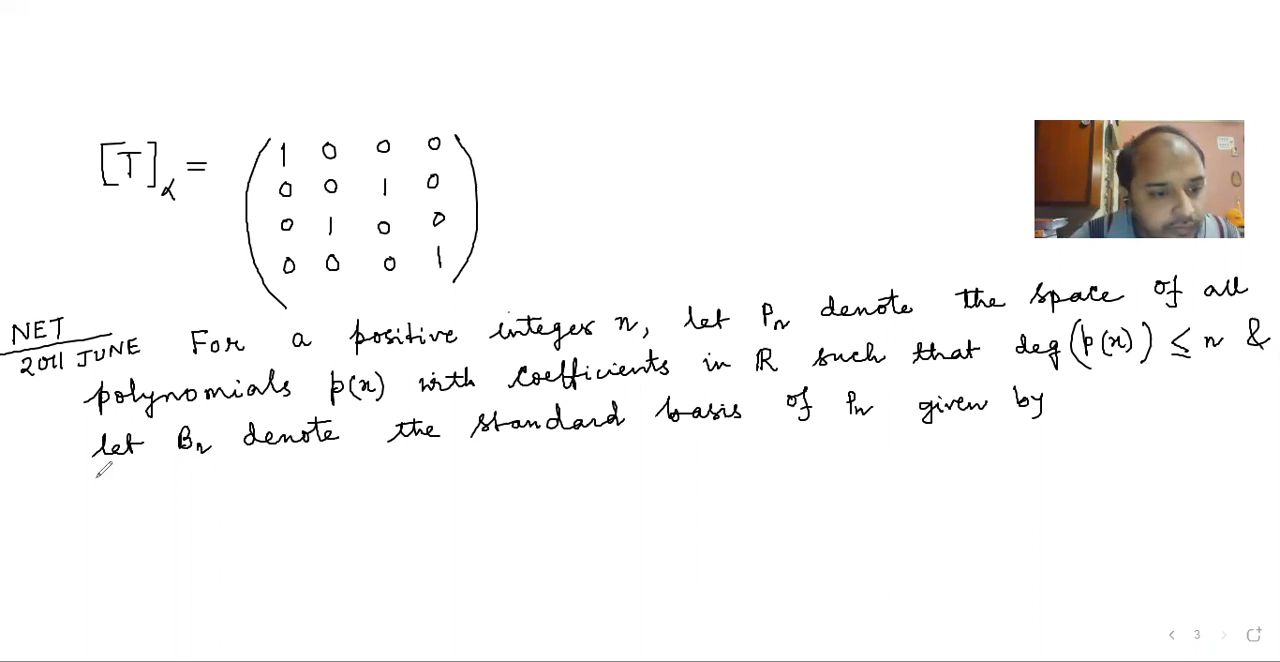 [T]α = ( 1 0 0 0
0 0 1 0
0 1 0 0
0 0 0 1 )
NET For a positive integer n, let Pn denote the space of all
2011 JUNE polynomials p(x) with coefficients in R such that deg(p(x)) ≤ n &
let Bn denote the standard basis of Pn given by
3